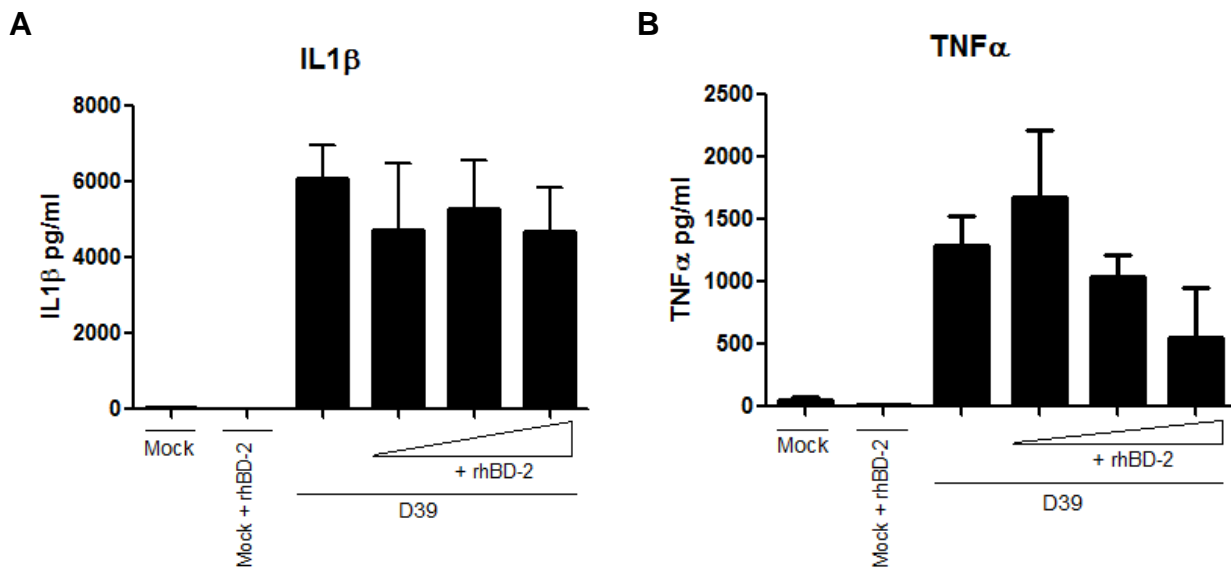 A
IL1β
IL1β pg/ml
8000
6000
4000
2000
0
Mock
Mock + rhBD-2
+ rhBD-2
D39
B
TNFα
TNFα pg/ml
2500
2000
1500
1000
500
0
Mock
Mock + rhBD-2
+ rhBD-2
D39